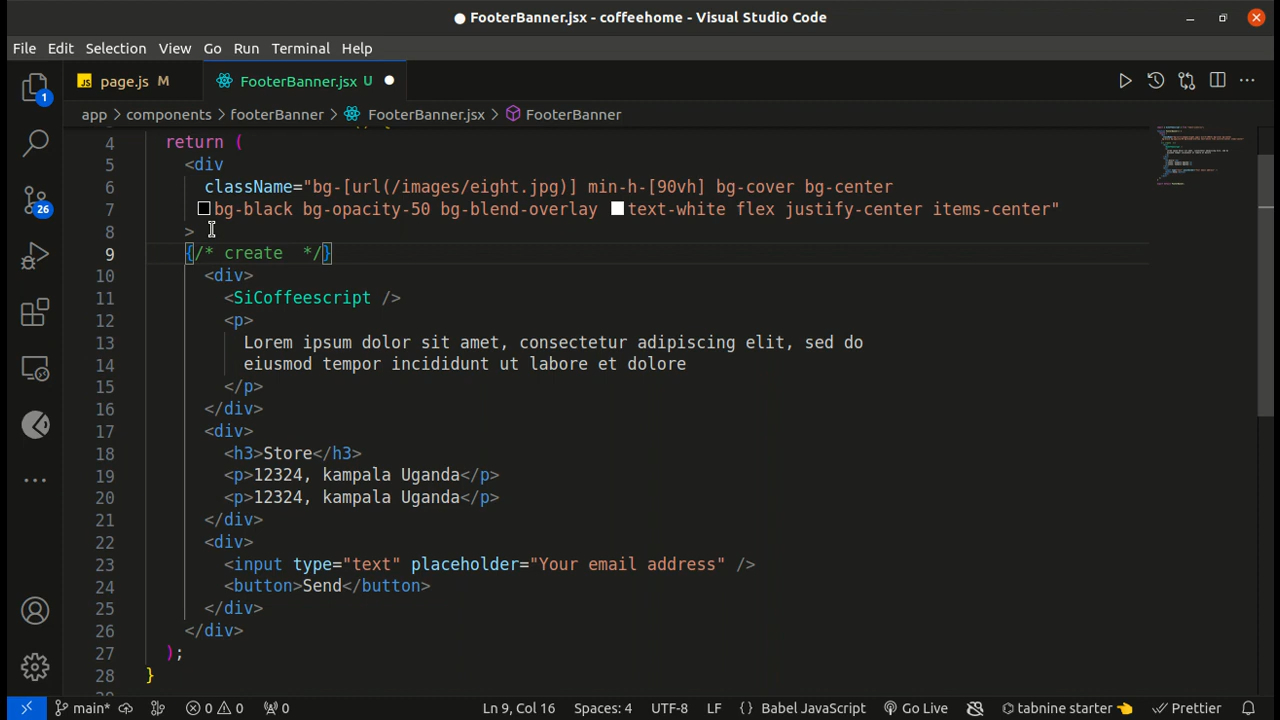 FooterBanner.jsx - coffeehome - Visual Studio Code
File Edit Selection View Go Run Terminal Help
JS page.js M FooterBanner.jsx U
app > components > footerBanner > FooterBanner.jsx > FooterBanner
4 return (
5 <div
6 className="bg-[url(/images/eight.jpg)] min-h-[90vh] bg-cover bg-center
7 bg-black bg-opacity-50 bg-blend-overlay text-white flex justify-center items-center"
8 >
9 {/* create  */}
10 <div>
11 <SiCoffeescript />
12 <p>
13 Lorem ipsum dolor sit amet, consectetur adipiscing elit, sed do
14 eiusmod tempor incididunt ut labore et dolore
15 </p>
16 </div>
17 <div>
18 <h3>Store</h3>
19 <p>12324, kampala Uganda</p>
20 <p>12324, kampala Uganda</p>
21 </div>
22 <div>
23 <input type="text" placeholder="Your email address" />
24 <button>Send</button>
25 </div>
26 </div>
27 );
28 }
1
26
main* 0 0 0 Ln 9, Col 16 Spaces: 4 UTF-8 LF {} Babel JavaScript Go Live tabnine starter 👈 Prettier